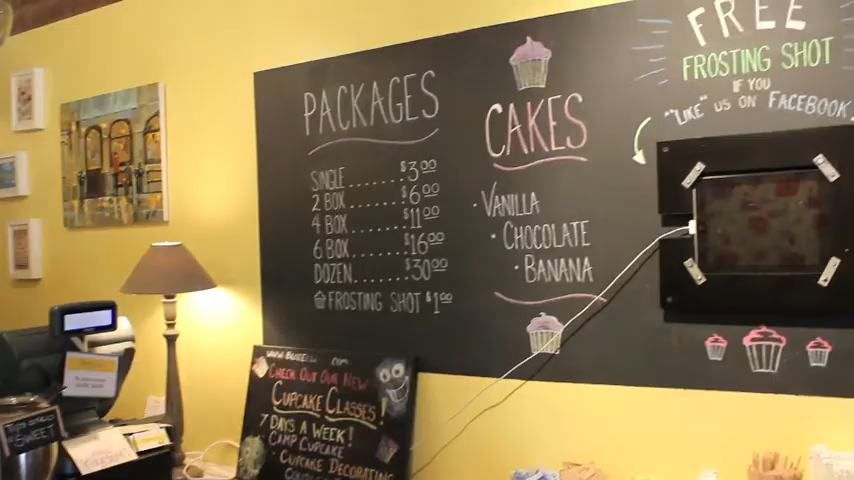 PACKAGES
SINGLE.......$3.00
2 BOX........$6.00
4 BOX........$11.00
6 BOX........$16.00
DOZEN.......$30.00
FROSTING SHOT $1.00
CAKES
• VANILLA
• CHOCOLATE
• BANANA
FREE
FROSTING SHOT
IF YOU
"LIKE" US ON FACEBOOK.
CHECK OUT OUR NEW
CUPCAKE CLASSES!
7 DAYS A WEEK!
CAMP CUPCAKE
• CUPCAKE DECORATING
SWEET